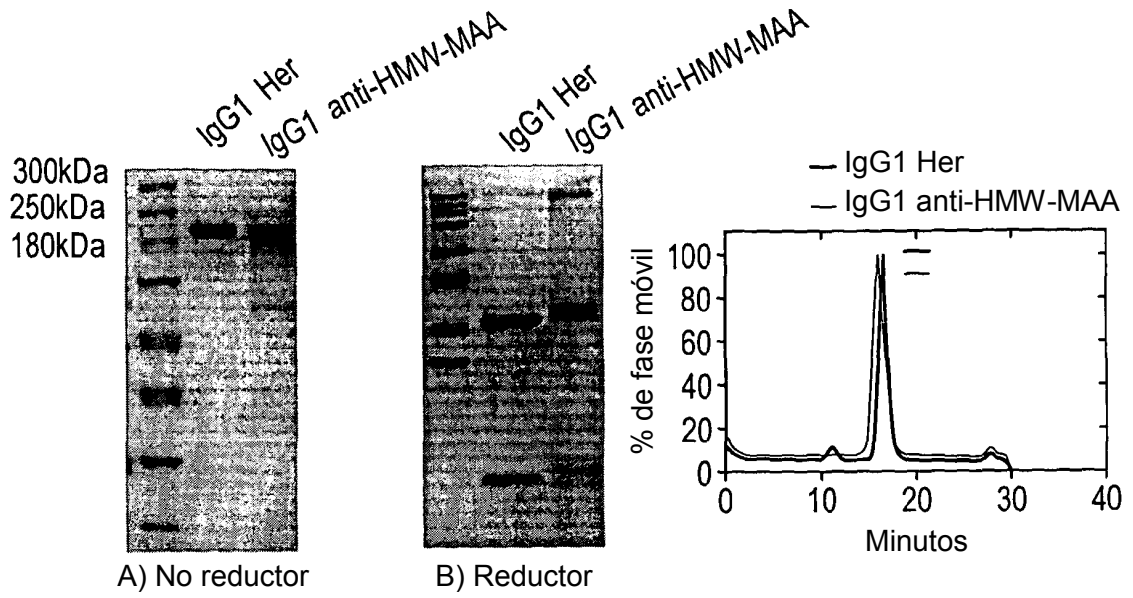 IgG1 Her
IgG1 anti-HMW-MAA
300kDa
250kDa
180kDa
A) No reductor
IgG1 Her
IgG1 anti-HMW-MAA
B) Reductor
IgG1 Her
IgG1 anti-HMW-MAA
% de fase móvil
100
80
60
40
20
0
0
10
20
30
40
Minutos